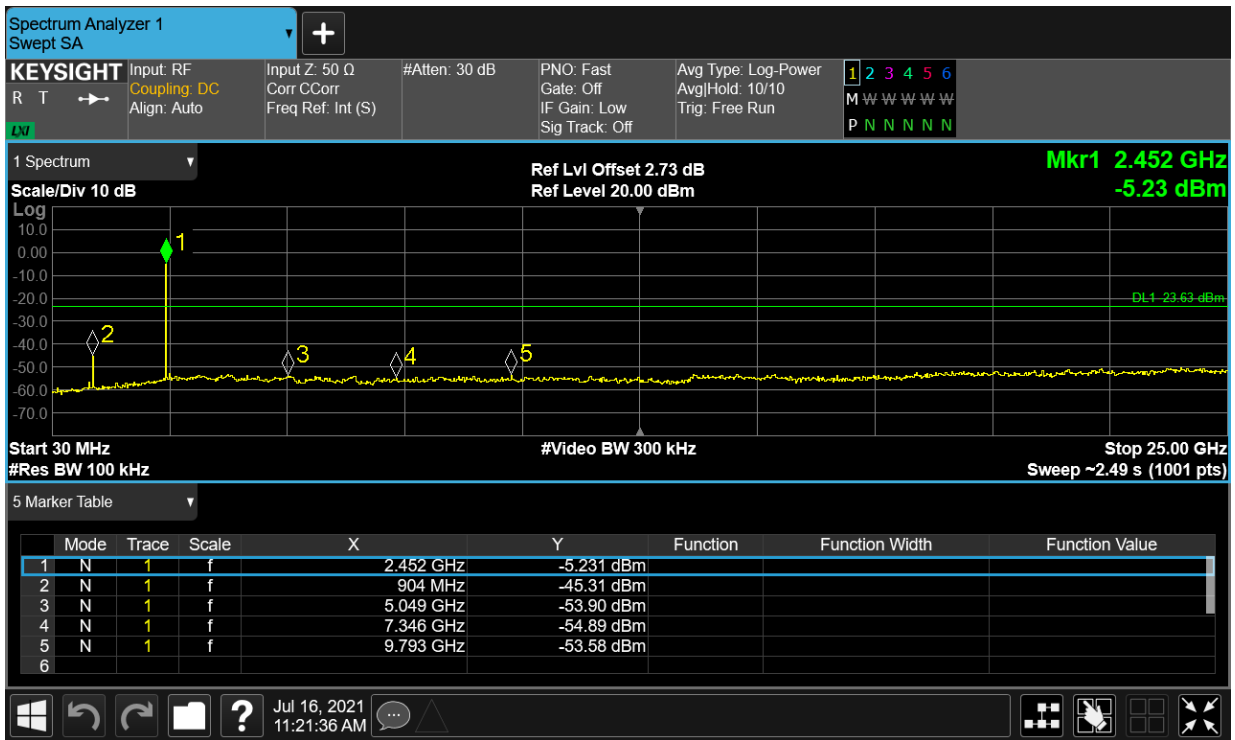 Spectrum Analyzer 1
Swept SA
KEYSIGHT
R T
LXI
Input: RF
Coupling: DC
Align: Auto
Input Z: 50 Ω
Corr CCorr
Freq Ref: Int (S)
#Atten: 30 dB
PNO: Fast
Gate: Off
IF Gain: Low
Sig Track: Off
Avg Type: Log-Power
Avg|Hold: 10/10
Trig: Free Run
1 2 3 4 5 6
M W W W W W
P N N N N N
1 Spectrum
Scale/Div 10 dB
Ref Lvl Offset 2.73 dB
Ref Level 20.00 dBm
Mkr1 2.452 GHz
-5.23 dBm
Log
10.0
0.00
-10.0
-20.0
-30.0
-40.0
-50.0
-60.0
-70.0
1
2
3
4
5
DL1 -23.63 dBm
Start 30 MHz
#Res BW 100 kHz
#Video BW 300 kHz
Stop 25.00 GHz
Sweep ~2.49 s (1001 pts)
5 Marker Table
Mode Trace Scale X Y Function Function Width Function Value
1 N 1 f 2.452 GHz -5.231 dBm
2 N 1 f 904 MHz -45.31 dBm
3 N 1 f 5.049 GHz -53.90 dBm
4 N 1 f 7.346 GHz -54.89 dBm
5 N 1 f 9.793 GHz -53.58 dBm
6
?
Jul 16, 2021
11:21:36 AM